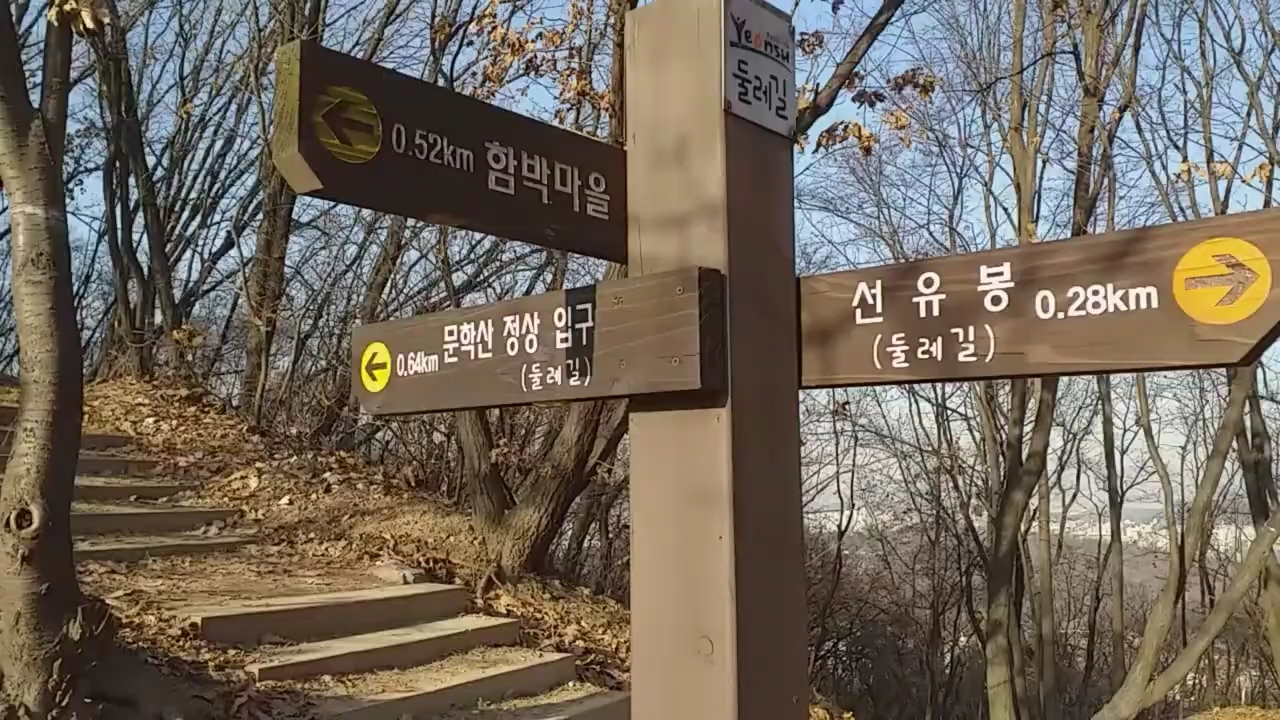 Yeonsu
둘레길
0.52km 함박마을
0.64km 문학산 정상 입구
(둘레길)
선유봉 0.28km
(둘레길)